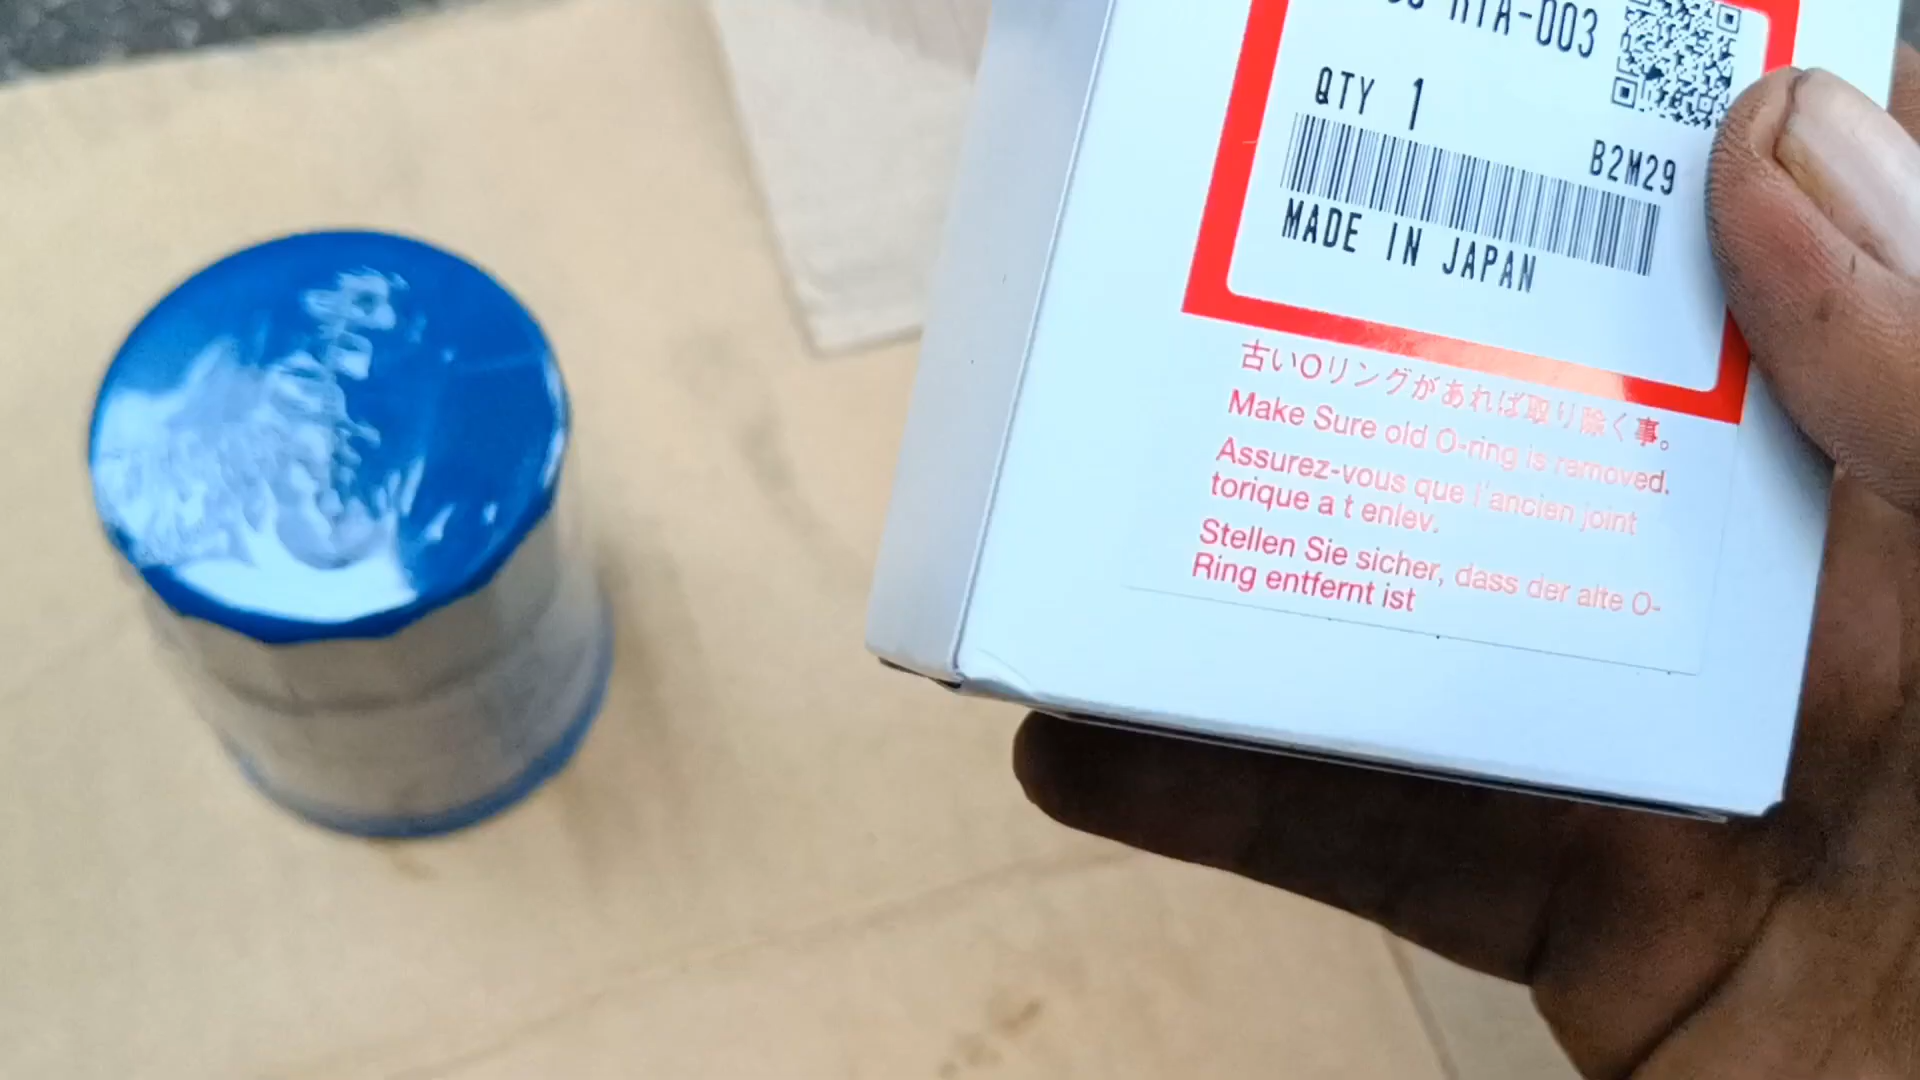 RTA-003
QTY 1
B2M29
MADE IN JAPAN
古いOリングがあれば取り除く事。
Make Sure old O-ring is removed.
Assurez-vous que l'ancien joint
torique a t enlev.
Stellen Sie sicher, dass der alte O-
Ring entfernt ist